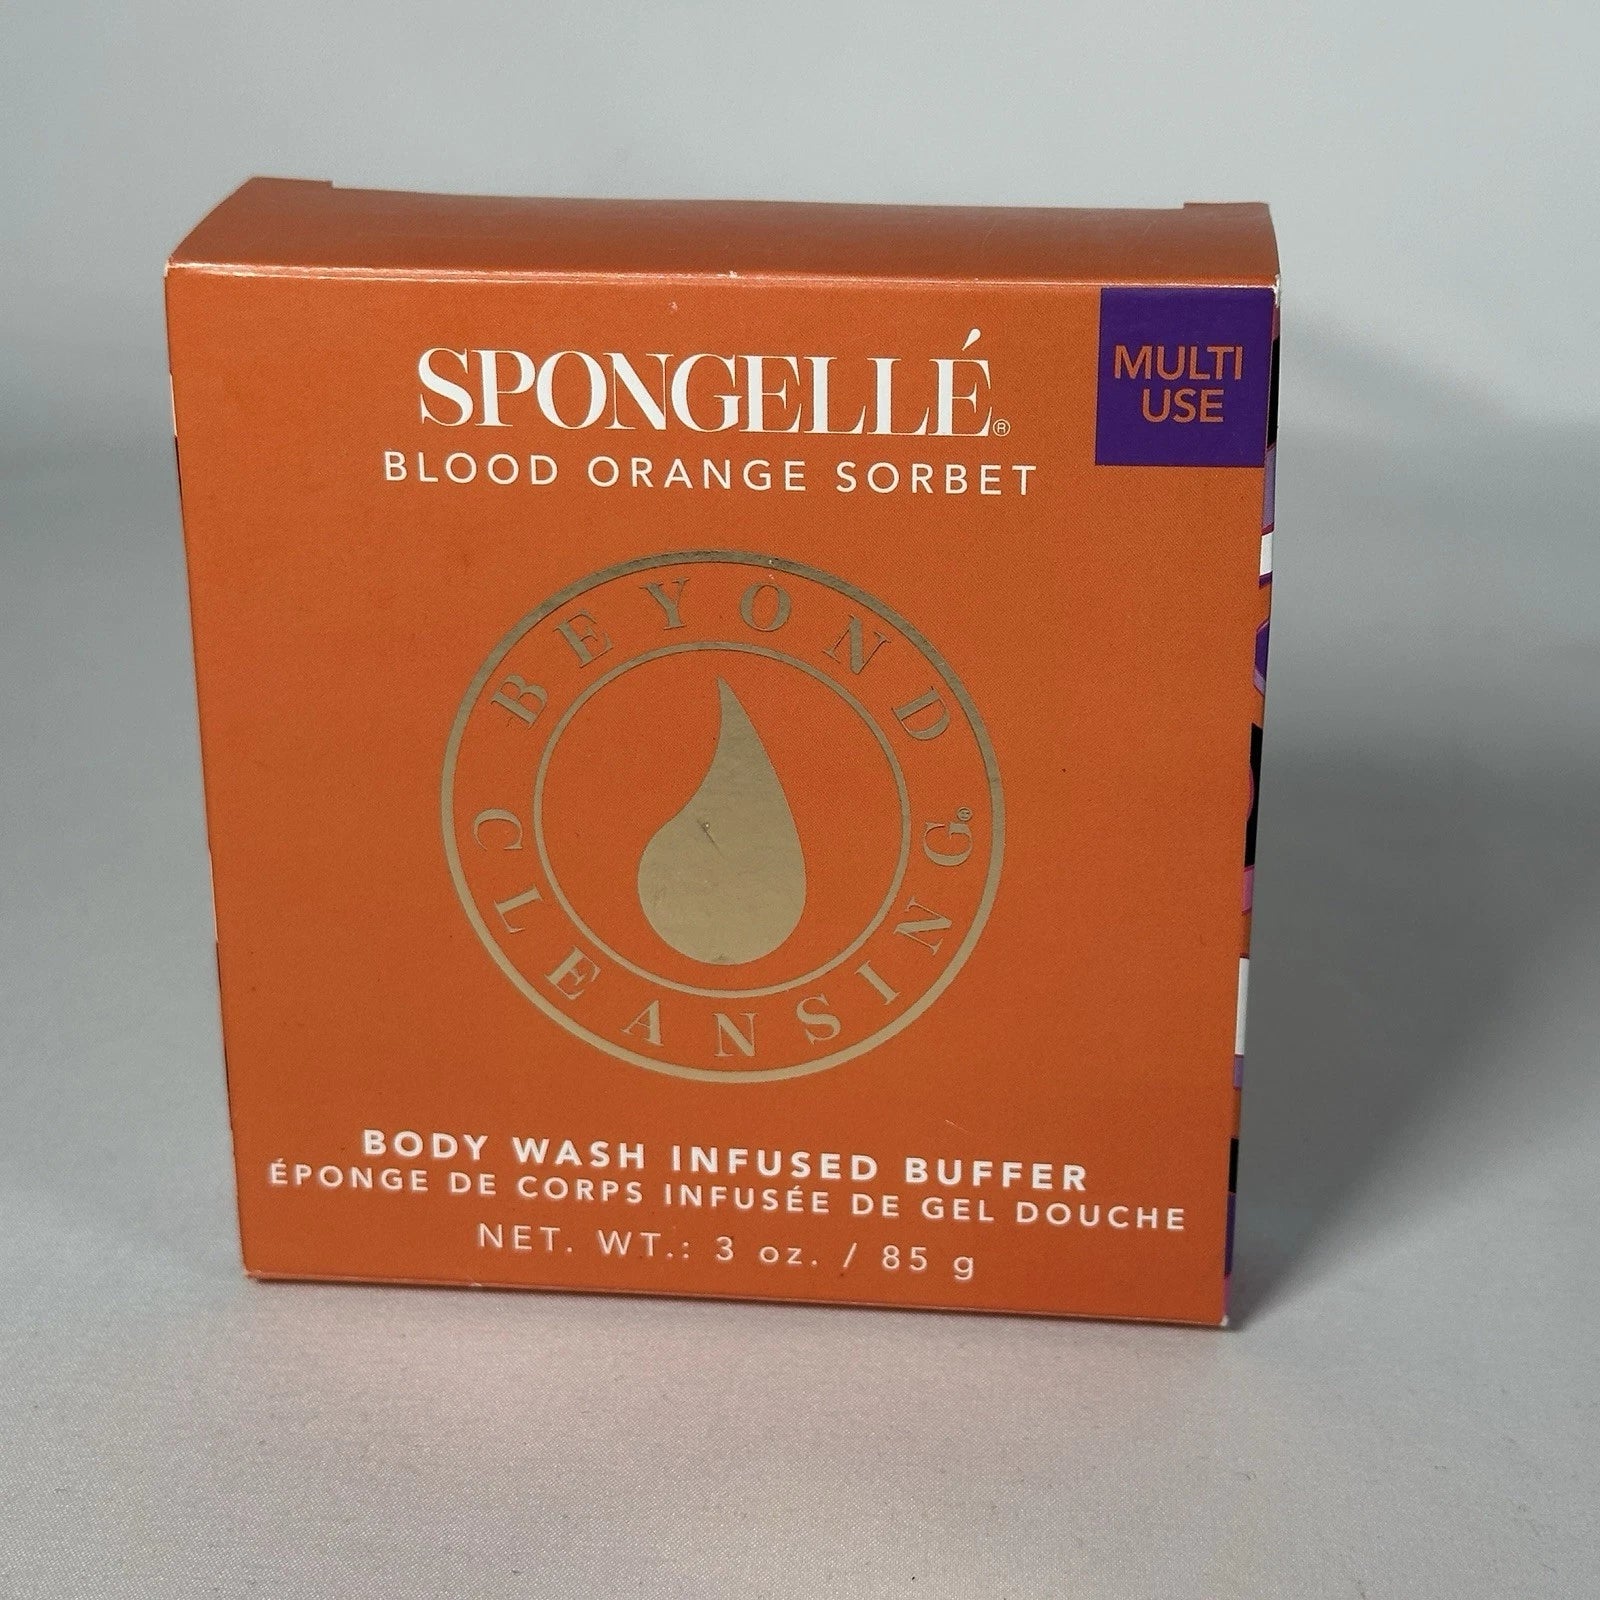 SPONGELLÉ®
BLOOD ORANGE SORBET
MULTI
USE
BEYOND
CLEANSING®
BODY WASH INFUSED BUFFER
ÉPONGE DE CORPS INFUSÉE DE GEL DOUCHE
NET. WT.: 3 oz. / 85 g